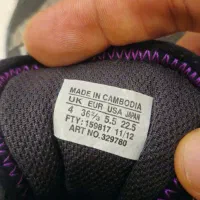 MADE IN CAMBODIA
UK EUR USA JAPAN
4 36⅔ 5.5 22.5
FTY: 159817 11/12
ART NO.329780